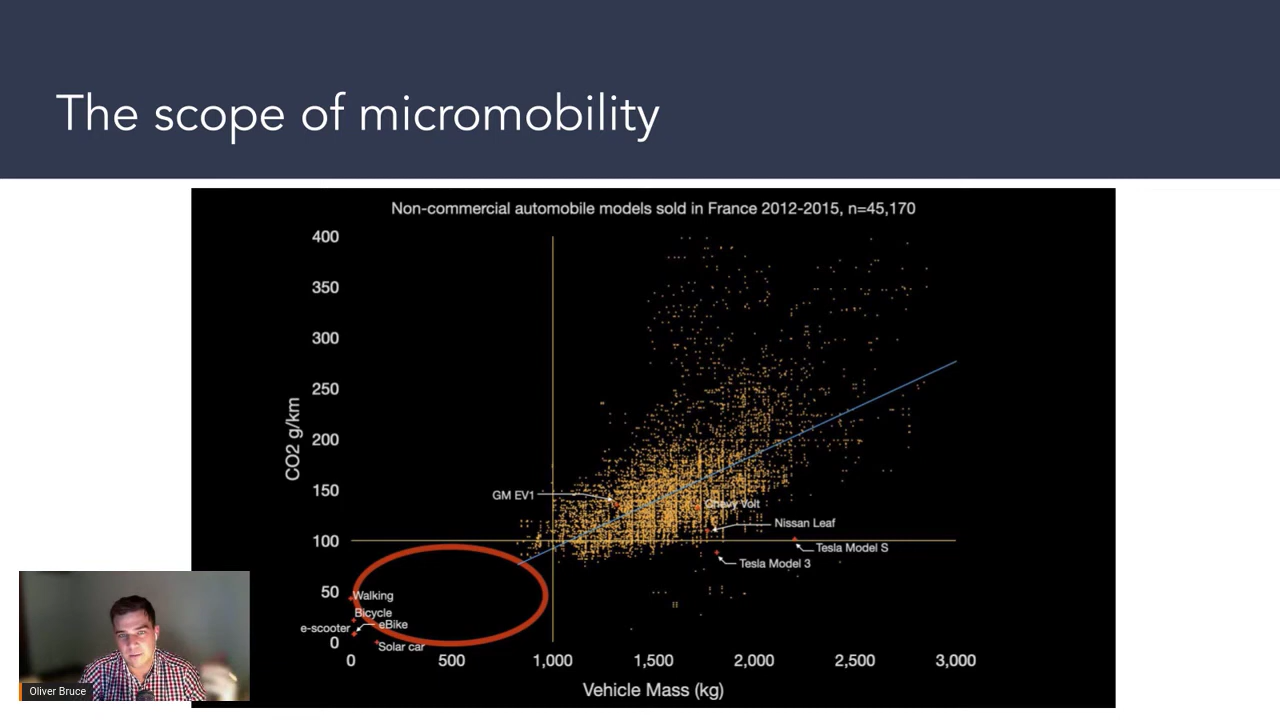 The scope of micromobility
Non-commercial automobile models sold in France 2012-2015, n=45,170
400
350
300
250
200
150
100
50
0
CO2 g/km
GM EV1
Chevy Volt
Nissan Leaf
Tesla Model S
Tesla Model 3
Walking
Bicycle
eBike
e-scooter
Solar car
0 500 1,000 1,500 2,000 2,500 3,000
Vehicle Mass (kg)
Oliver Bruce